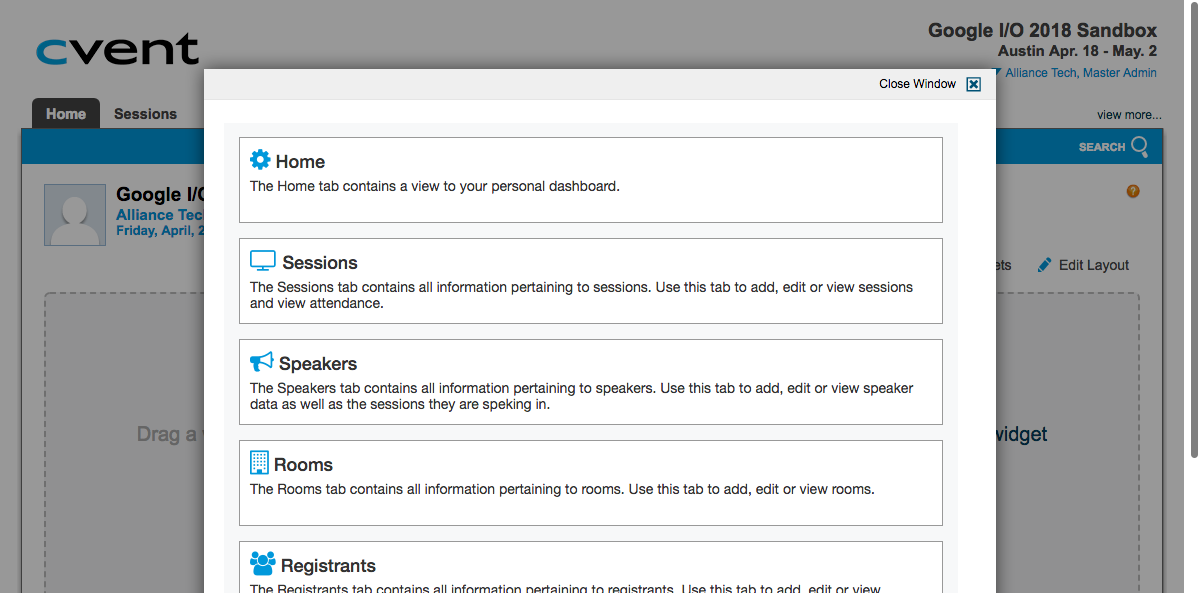 cvent
Google I/O 2018 Sandbox
Austin Apr. 18 - May. 2
Alliance Tech, Master Admin
Close Window
Home
Sessions
view more...
SEARCH
Home
The Home tab contains a view to your personal dashboard.
Google I/O
Alliance Tec
Friday, April, 2
Sessions
The Sessions tab contains all information pertaining to sessions. Use this tab to add, edit or view sessions
and view attendance.
Edit Layout
Speakers
The Speakers tab contains all information pertaining to speakers. Use this tab to add, edit or view speaker
data as well as the sessions they are speking in.
Drag a
widget
Rooms
The Rooms tab contains all information pertaining to rooms. Use this tab to add, edit or view rooms.
Registrants
The Registrants tab contains all information pertaining to registrants. Use this tab to add, edit or view